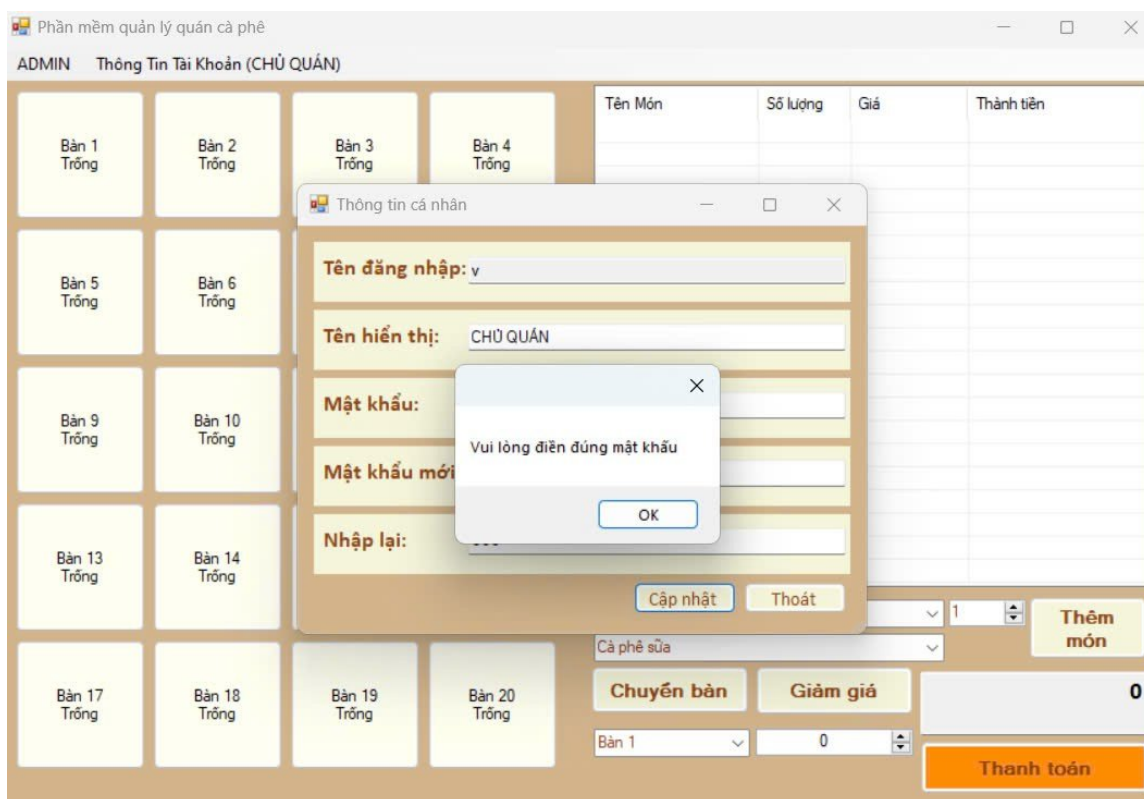 Phần mềm quản lý quán cà phê
ADMIN Thông Tin Tài Khoản (CHỦ QUÁN)
Bàn 1
Trống
Bàn 2
Trống
Bàn 3
Trống
Bàn 4
Trống
Tên Món Số lượng Giá Thành tiền
Thông tin cá nhân
Tên đăng nhập: v
Tên hiển thị: CHỦ QUÁN
Mật khẩu:
Mật khẩu mới
Nhập lại:
Vui lòng điền đúng mật khẩu
OK
Cập nhật Thoát
Bàn 5
Trống
Bàn 6
Trống
Bàn 9
Trống
Bàn 10
Trống
Bàn 13
Trống
Bàn 14
Trống
Bàn 17
Trống
Bàn 18
Trống
Bàn 19
Trống
Bàn 20
Trống
1
Thêm
món
Cà phê sữa
Chuyển bàn Giảm giá
0
Bàn 1 0
Thanh toán